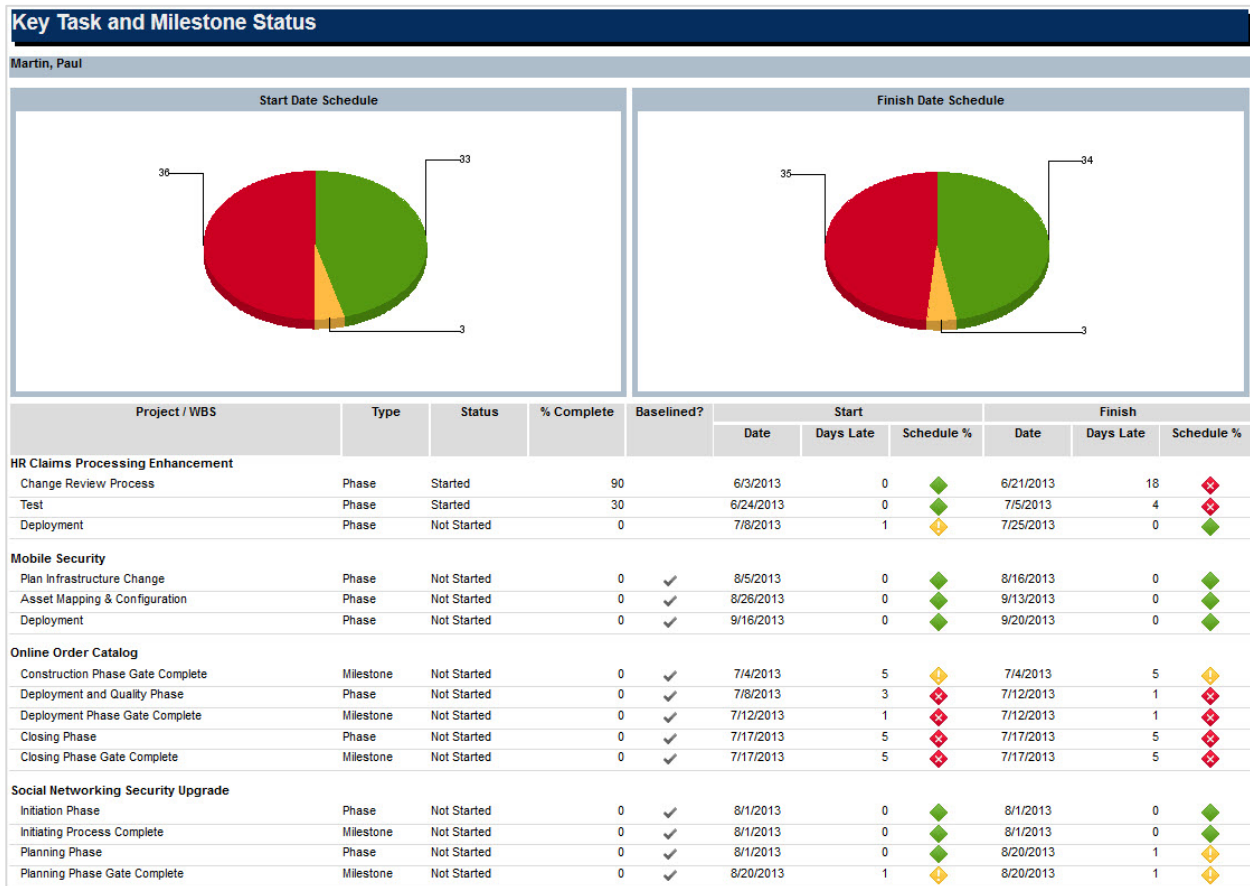 Key Task and Milestone Status
Martin, Paul
Start Date Schedule
Finish Date Schedule
36
33
3
35
34
3
Project / WBS Type Status % Complete Baselined? Start Finish
Date Days Late Schedule % Date Days Late Schedule %
HR Claims Processing Enhancement
Change Review Process Phase Started 90 6/3/2013 0 6/21/2013 18
Test Phase Started 30 6/24/2013 0 7/5/2013 4
Deployment Phase Not Started 0 7/8/2013 1 7/25/2013 0
Mobile Security
Plan Infrastructure Change Phase Not Started 0 8/5/2013 0 8/16/2013 0
Asset Mapping & Configuration Phase Not Started 0 8/26/2013 0 9/13/2013 0
Deployment Phase Not Started 0 9/16/2013 0 9/20/2013 0
Online Order Catalog
Construction Phase Gate Complete Milestone Not Started 0 7/4/2013 5 7/4/2013 5
Deployment and Quality Phase Phase Not Started 0 7/8/2013 3 7/12/2013 1
Deployment Phase Gate Complete Milestone Not Started 0 7/12/2013 1 7/12/2013 1
Closing Phase Phase Not Started 0 7/17/2013 5 7/17/2013 5
Closing Phase Gate Complete Milestone Not Started 0 7/17/2013 5 7/17/2013 5
Social Networking Security Upgrade
Initiation Phase Phase Not Started 0 8/1/2013 0 8/1/2013 0
Initiating Process Complete Milestone Not Started 0 8/1/2013 0 8/1/2013 0
Planning Phase Phase Not Started 0 8/1/2013 0 8/20/2013 1
Planning Phase Gate Complete Milestone Not Started 0 8/20/2013 1 8/20/2013 1